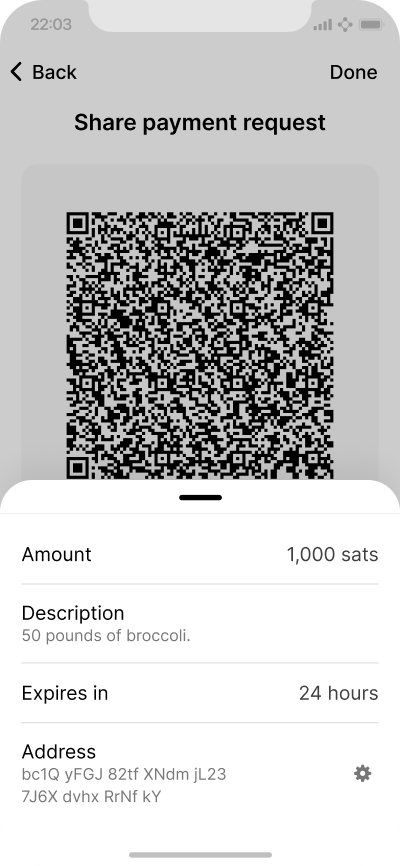 22:03
Back
Done
Share payment request
Amount
1,000 sats
Description
50 pounds of broccoli.
Expires in
24 hours
Address
bc1Q yFGJ 82tf XNdm jL23
7J6X dvhx RrNf kY